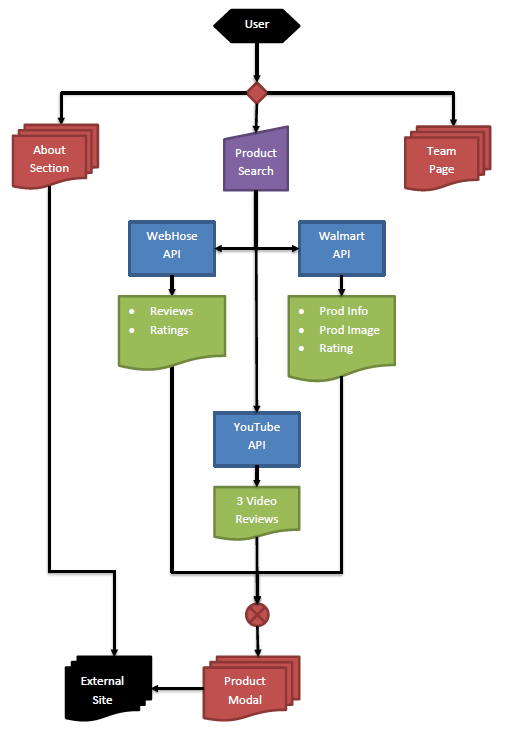 User
About
Section
Product
Search
Team
Page
WebHose
API
Walmart
API
● Reviews
● Ratings
● Prod Info
● Prod Image
● Rating
YouTube
API
3 Video
Reviews
External
Site
Product
Modal